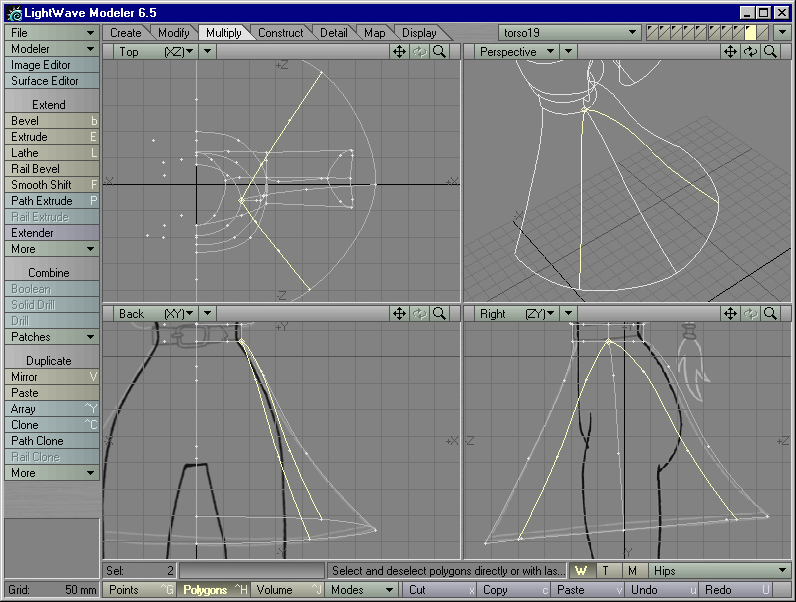 LightWave Modeler 6.5
File
Modeler
Image Editor
Surface Editor
Create Modify Multiply Construct Detail Map Display torso19
Top (XZ)
Perspective
Extend
Bevel b
Extrude E
Lathe L
Rail Bevel
Smooth Shift F
Path Extrude P
Rail Extrude
Extender
More
Combine
Boolean
Solid Drill
Drill
Patches
Duplicate
Mirror V
Paste
Array ^Y
Clone ^C
Path Clone
Rail Clone
More
+Z
-X
+X
-Z
Back (XY)
+Y
-X
+X
Right (ZY)
-Z
+Z
-Y
Sel: 2
Select and deselect polygons directly or with las...
W T M Hips
Grid: 50 mm
Points ^G Polygons ^H Volume ^J Modes Cut x Copy c Paste v Undo u Redo U